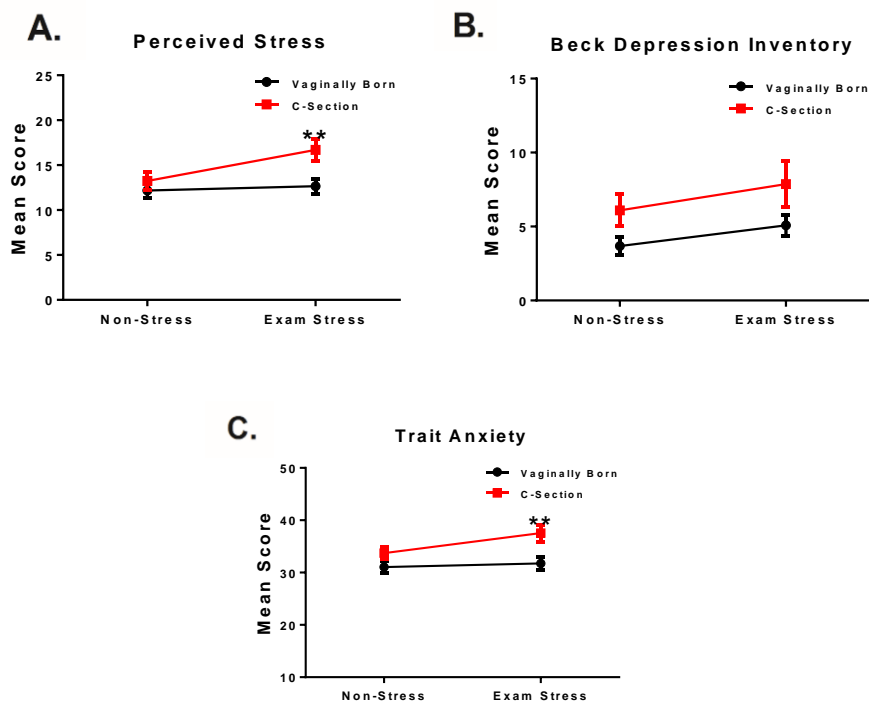 A.
Perceived Stress
Vaginally Born
C-Section
25
20
15
10
5
0
Mean Score
**
Non-Stress
Exam Stress
B.
Beck Depression Inventory
Vaginally Born
C-Section
15
10
5
0
Mean Score
Non-Stress
Exam Stress
C.
Trait Anxiety
Vaginally Born
C-Section
50
40
30
20
10
Mean Score
**
Non-Stress
Exam Stress